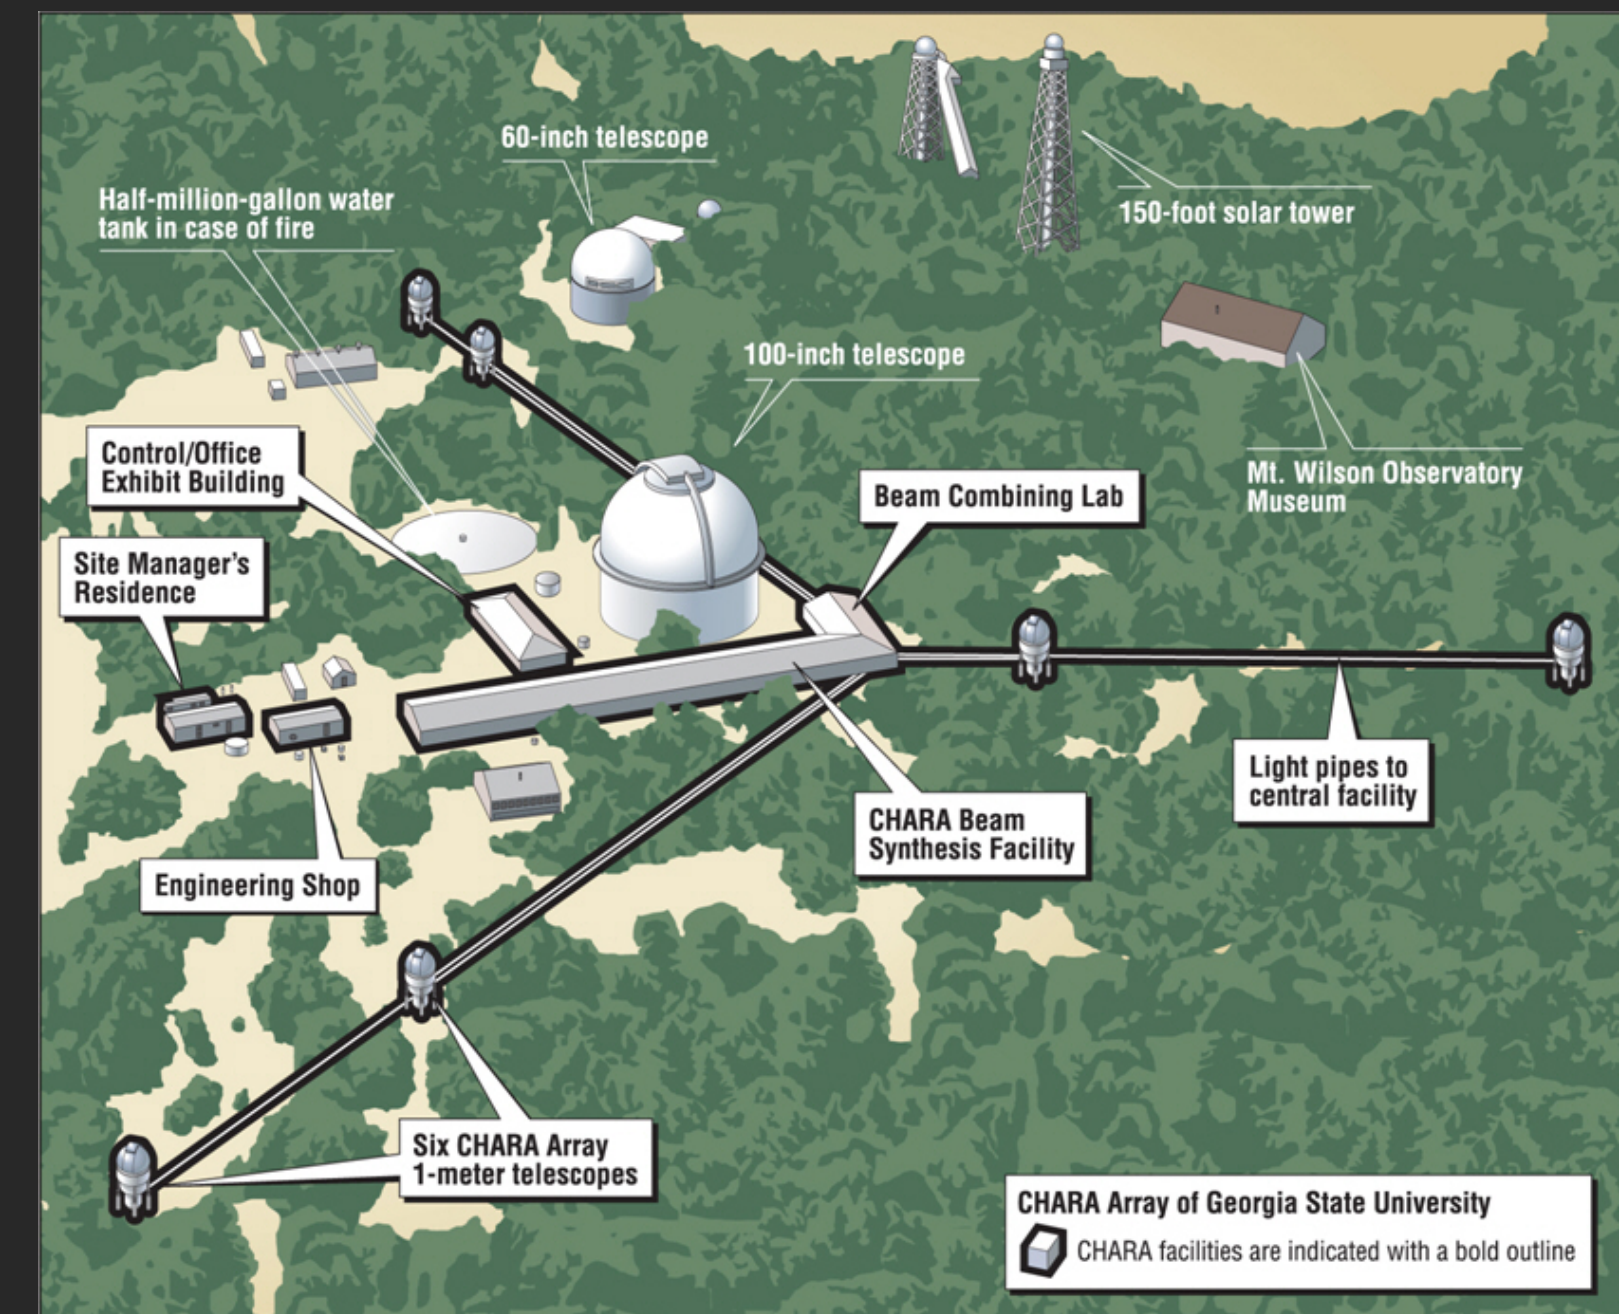 60-inch telescope
Half-million-gallon water
tank in case of fire
150-foot solar tower
100-inch telescope
Control/Office
Exhibit Building
Beam Combining Lab
Mt. Wilson Observatory
Museum
Site Manager's
Residence
Light pipes to
central facility
CHARA Beam
Synthesis Facility
Engineering Shop
Six CHARA Array
1-meter telescopes
CHARA Array of Georgia State University
CHARA facilities are indicated with a bold outline